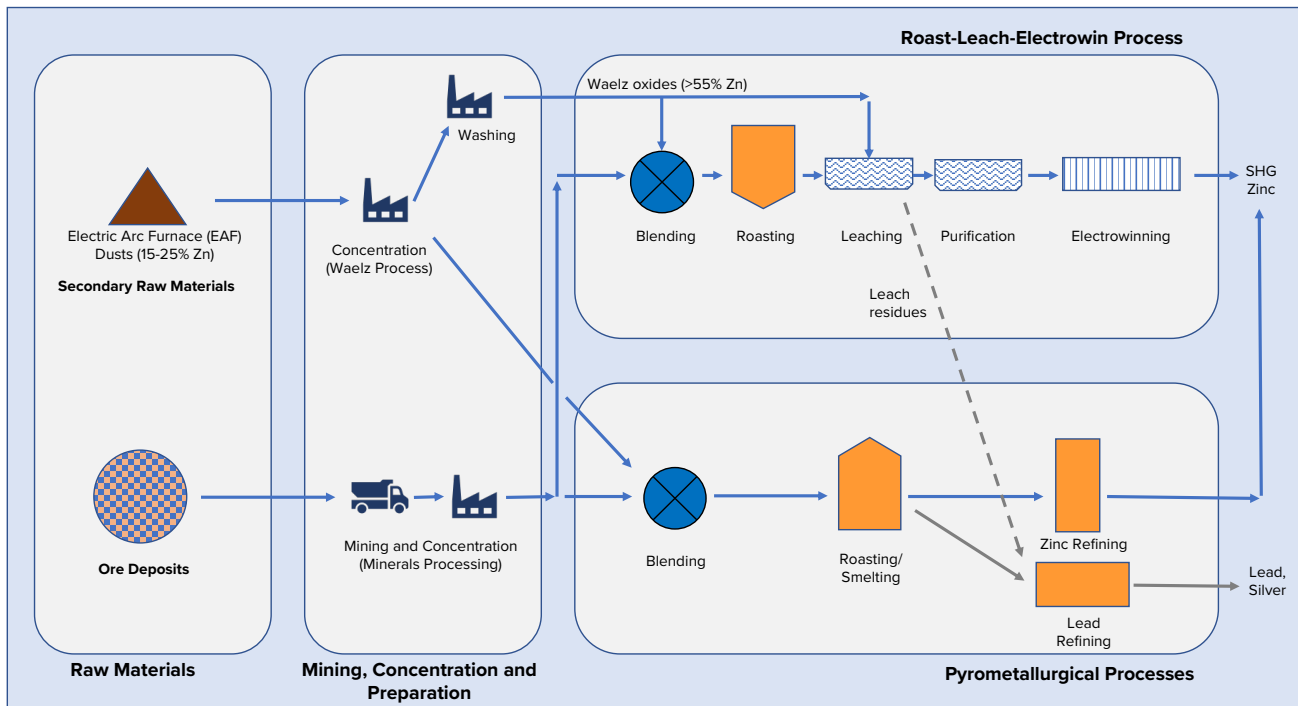 Roast-Leach-Electrowin Process
Waelz oxides (>55% Zn)
Washing
Electric Arc Furnace (EAF)
Dusts (15-25% Zn)
Secondary Raw Materials
Concentration
(Waelz Process)
Blending
Roasting
Leaching
Purification
Electrowinning
SHG
Zinc
Leach
residues
Ore Deposits
Mining and Concentration
(Minerals Processing)
Blending
Roasting/
Smelting
Zinc Refining
Lead
Refining
Lead,
Silver
Raw Materials
Mining, Concentration and
Preparation
Pyrometallurgical Processes